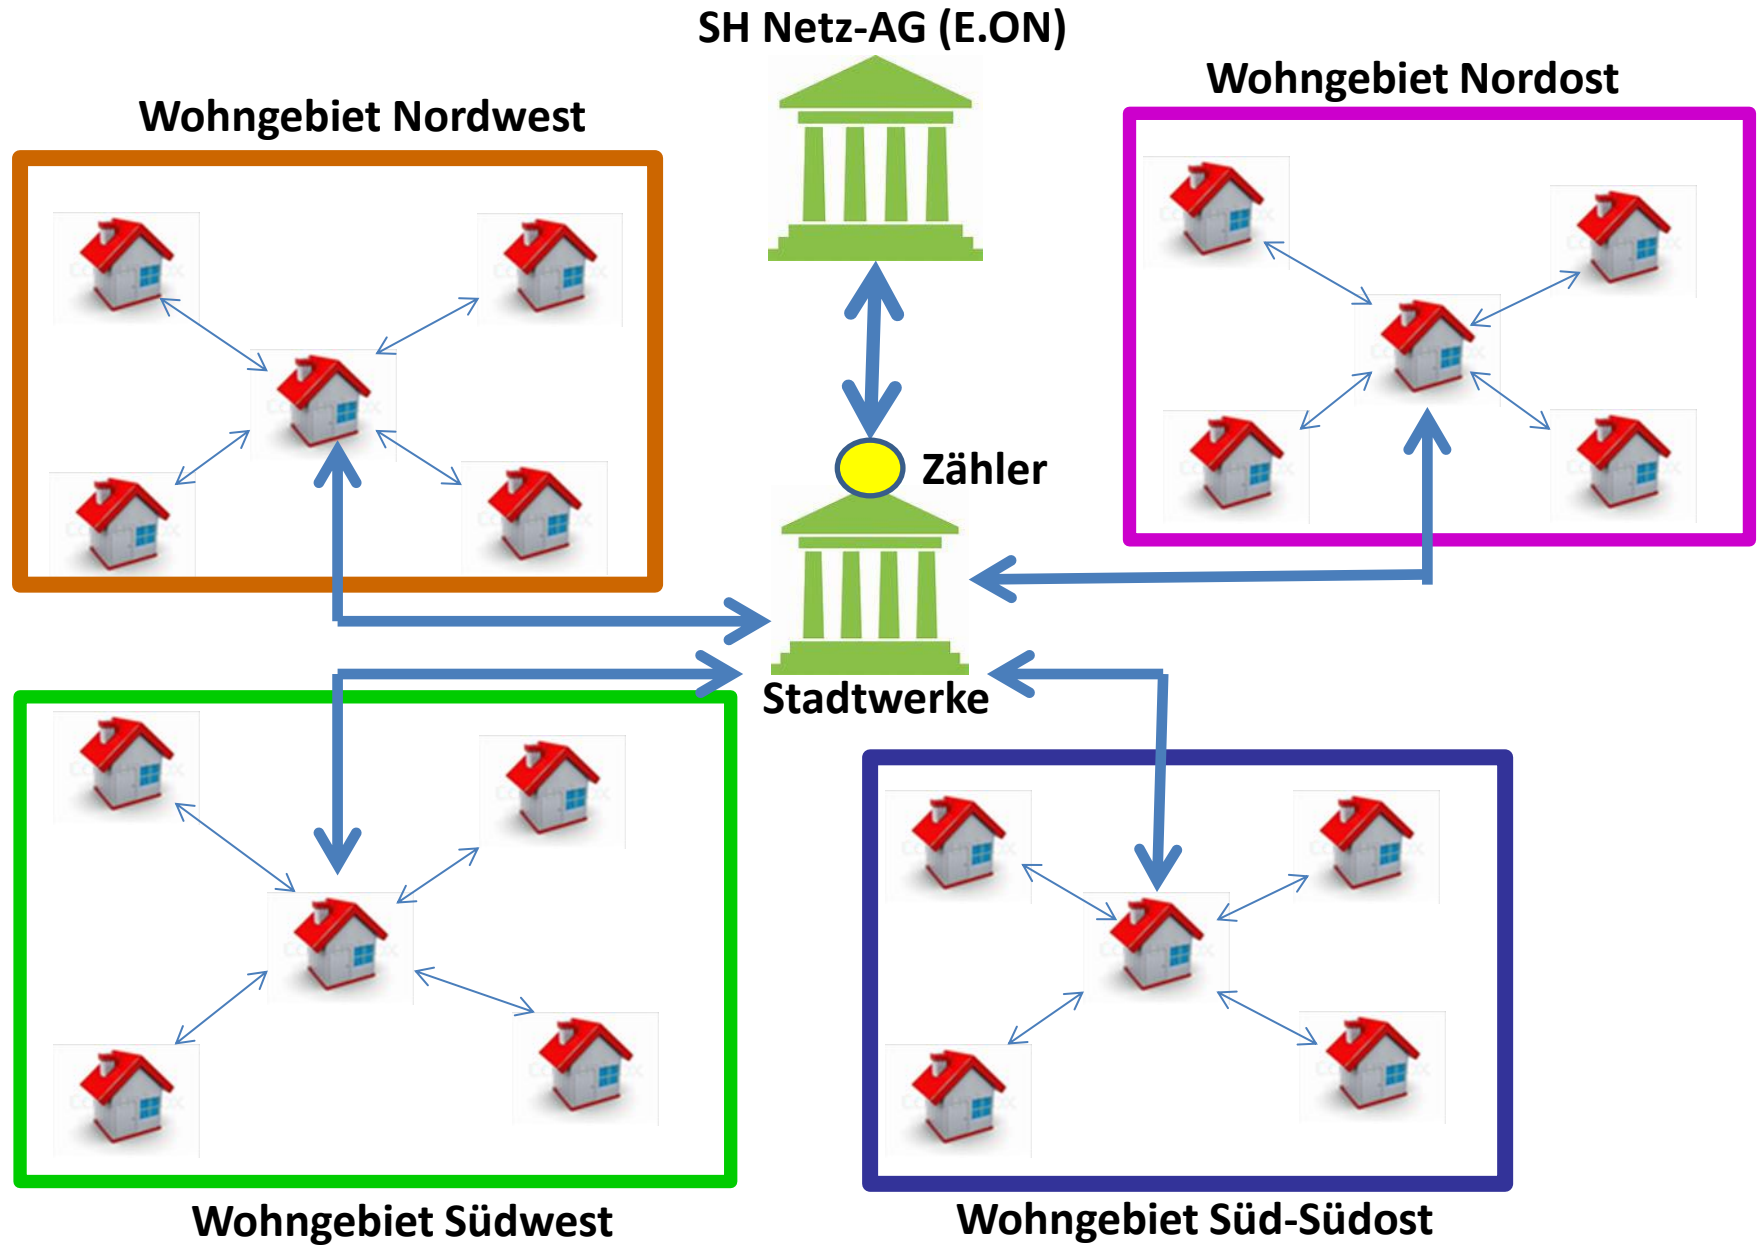 SH Netz-AG (E.ON)
Wohngebiet Nordost
Wohngebiet Nordwest
Zähler
Stadtwerke
Wohngebiet Südwest
Wohngebiet Süd-Südost